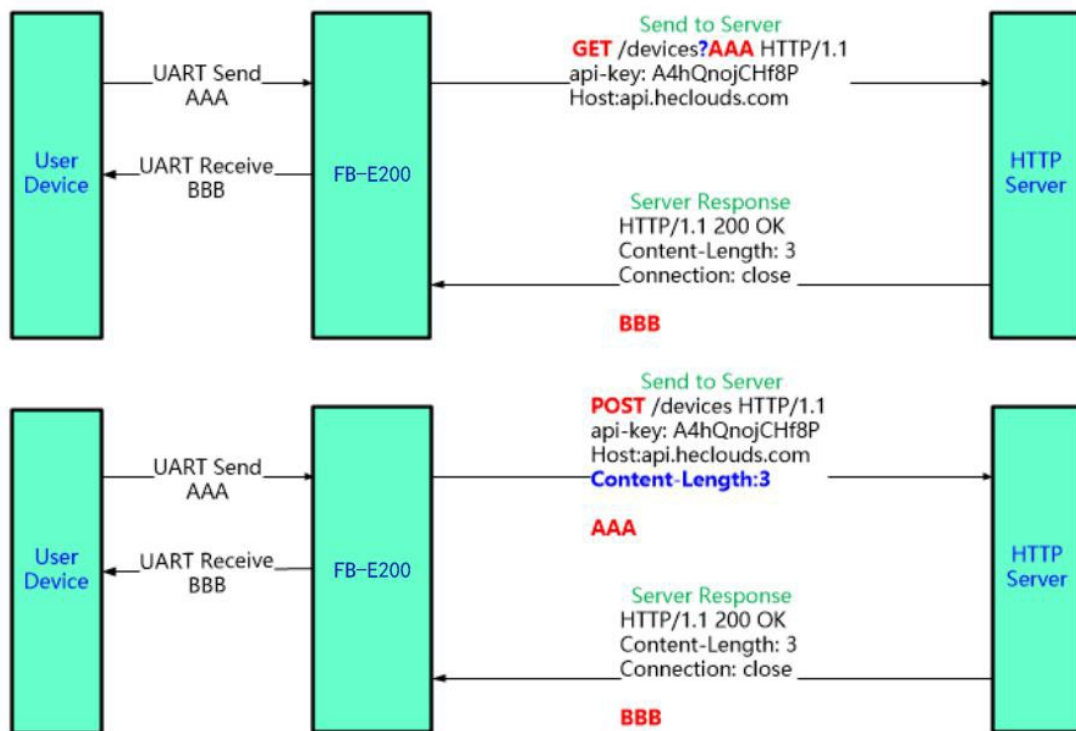 Send to Server
GET /devices?AAA HTTP/1.1
api-key: A4hQnojCHf8P
Host:api.heclouds.com
UART Send
AAA
User
Device
UART Receive
BBB
FB-E200
HTTP
Server
Server Response
HTTP/1.1 200 OK
Content-Length: 3
Connection: close
BBB
Send to Server
POST /devices HTTP/1.1
api-key: A4hQnojCHf8P
Host:api.heclouds.com
Content-Length:3
AAA
UART Send
AAA
User
Device
UART Receive
BBB
FB-E200
HTTP
Server
Server Response
HTTP/1.1 200 OK
Content-Length: 3
Connection: close
BBB